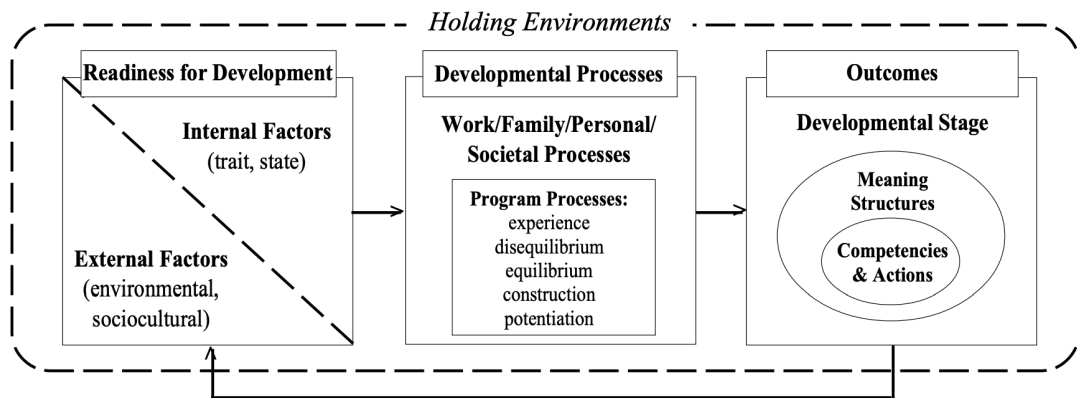 Holding Environments
Readiness for Development
Internal Factors
(trait, state)
External Factors
(environmental,
sociocultural)
Developmental Processes
Work/Family/Personal/
Societal Processes
Program Processes:
experience
disequilibrium
equilibrium
construction
potentiation
Outcomes
Developmental Stage
Meaning
Structures
Competencies
& Actions